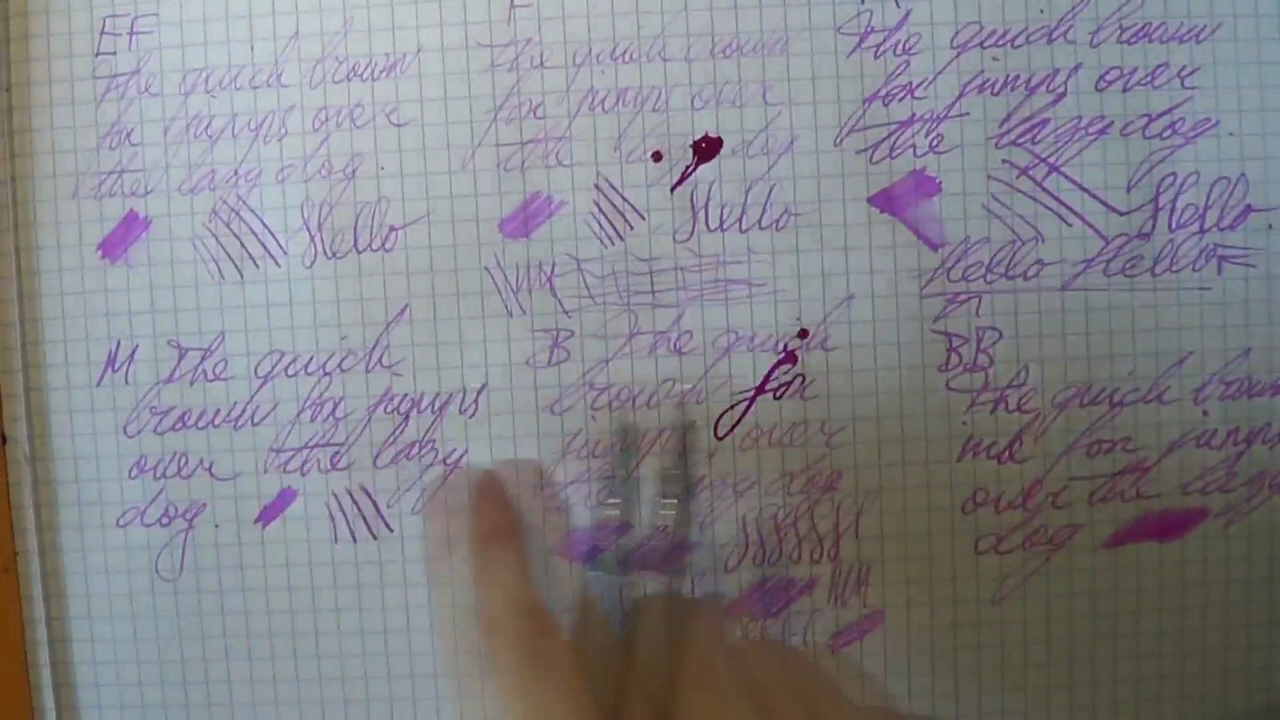 EF
The quick brown
fox jumps over
the lazy dog.
Hello
F
The quick brown
fox jumps over
the dog
Hello
The quick brown
fox jumps over
the lazy dog.
Hello
Hello Hello F
M The quick
brown fox jumps
over the lazy
dog.
B The quick
brown fox
jumps over
dog
BB
The quick brown
ink fox jumps
over the lazy
dog